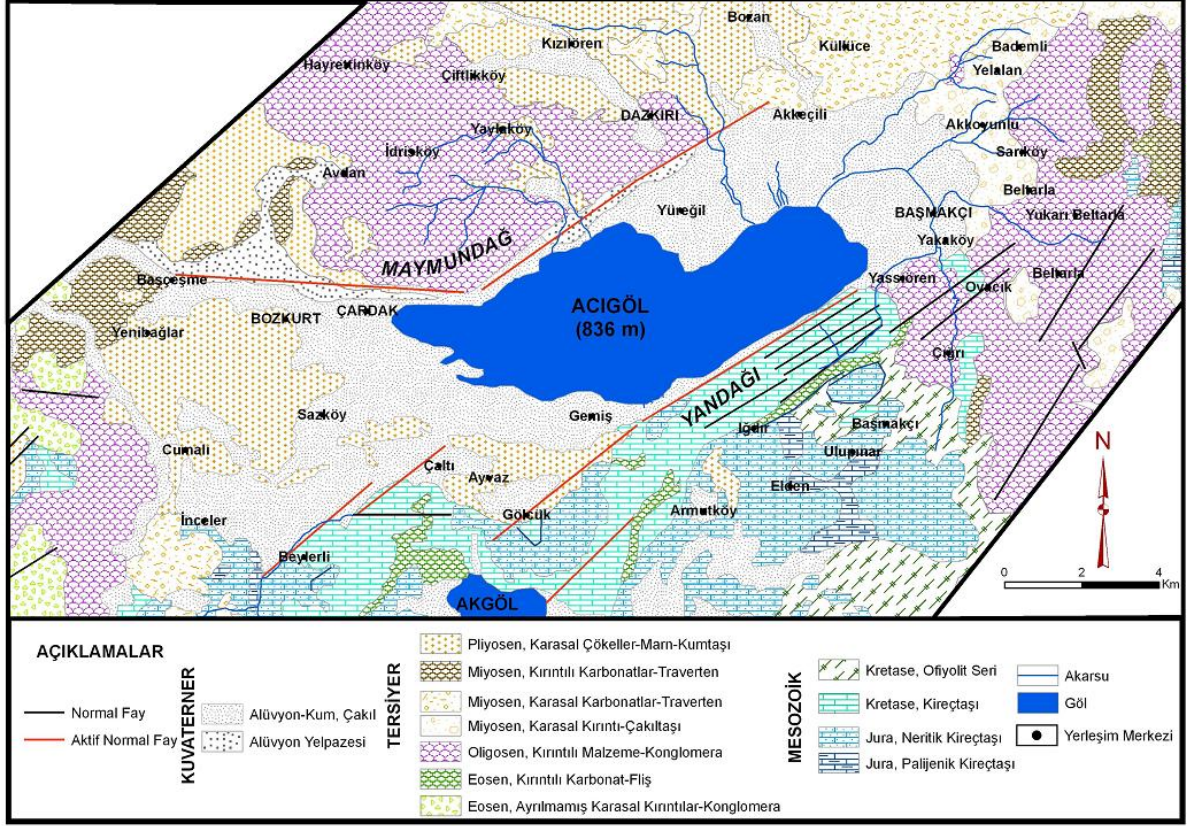 Bozan
Kızılören
Küllüce
Bademli
Hayrettinköy
Çiftlikköy
Yelalan
DAZKIRI
Akkeçili
Akkoyunlu
Yaylaköy
İdrisköy
Sarıköy
Avdan
Beltarla
Yüreğil
BAŞMAKÇI
Yukarı Beltarla
MAYMUNDAĞ
Yakaköy
Başçeşme
Yassıören
Beltarla
Ovacık
ACIGÖL
(836 m)
ÇARDAK
BOZKURT
Yenibağlar
Çığrı
YANDAĞI
Sazköy
Gemiş
Iğdır
Başmakçı
N
Cumalı
Ulupınar
Çaltı
Ayvaz
Elden
İnceler
Gölcük
Armutköy
Beylerli
0 2 4
Km
AKGÖL
AÇIKLAMALAR
Normal Fay
Aktif Normal Fay
KUVATERNER
Alüvyon-Kum, Çakıl
Alüvyon Yelpazesi
TERSİYER
Pliyosen, Karasal Çökeller-Marn-Kumtaşı
Miyosen, Kırıntılı Karbonatlar-Traverten
Miyosen, Karasal Karbonatlar-Traverten
Miyosen, Karasal Kırıntı-Çakıltaşı
Oligosen, Kırıntılı Malzeme-Konglomera
Eosen, Kırıntılı Karbonat-Fliş
Eosen, Ayrılmamış Karasal Kırıntılar-Konglomera
MESOZOİK
Kretase, Ofiyolit Seri
Kretase, Kireçtaşı
Jura, Neritik Kireçtaşı
Jura, Palijenik Kireçtaşı
Akarsu
Göl
Yerleşim Merkezi